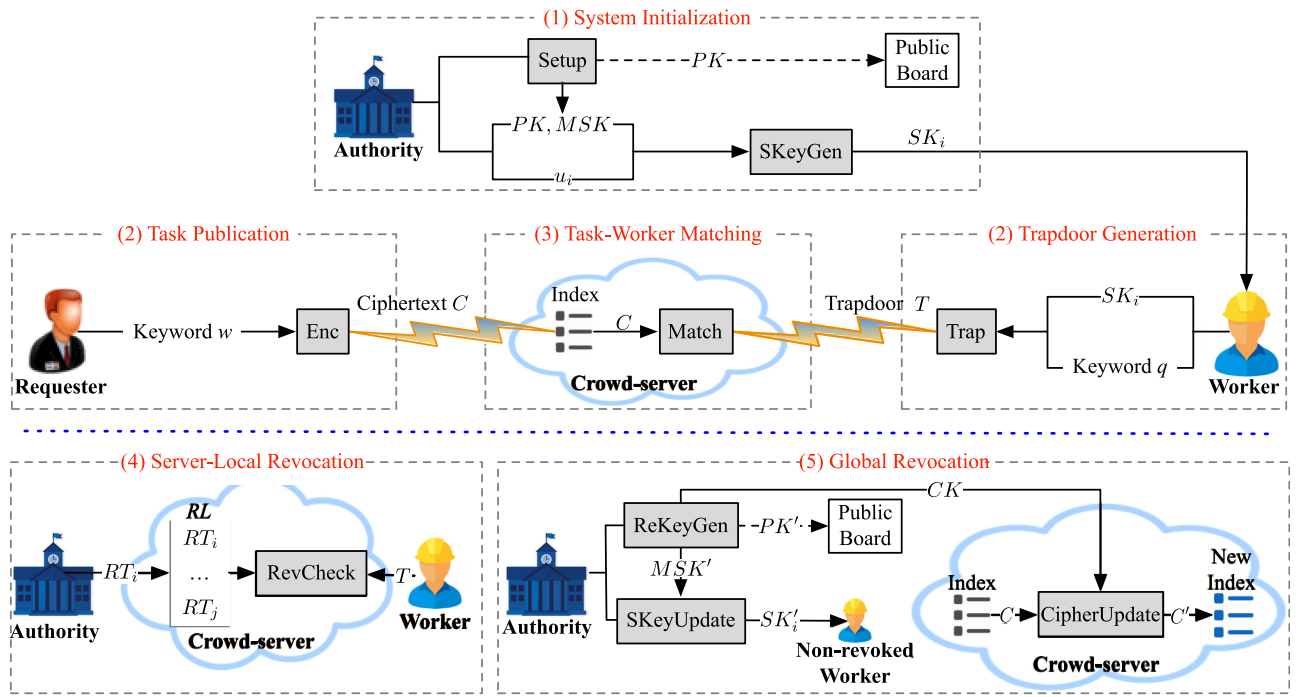 (1) System Initialization
Setup
PK
Public
Board
PK, MSK
Authority
SKeyGen
SK_i
u_i
(2) Task Publication
(3) Task-Worker Matching
(2) Trapdoor Generation
Ciphertext C
Index
Trapdoor T
SK_i
Keyword w
Enc
C
Match
Trap
Keyword q
Requester
Crowd-server
Worker
(4) Server-Local Revocation
(5) Global Revocation
RL
RT_i
...
RT_j
RT_i
RevCheck
T
Authority
Crowd-server
Worker
CK
ReKeyGen
PK'
Public
Board
MSK'
SKeyUpdate
SK'_i
Authority
Non-revoked
Worker
Index
New
Index
C
CipherUpdate
C'
Crowd-server